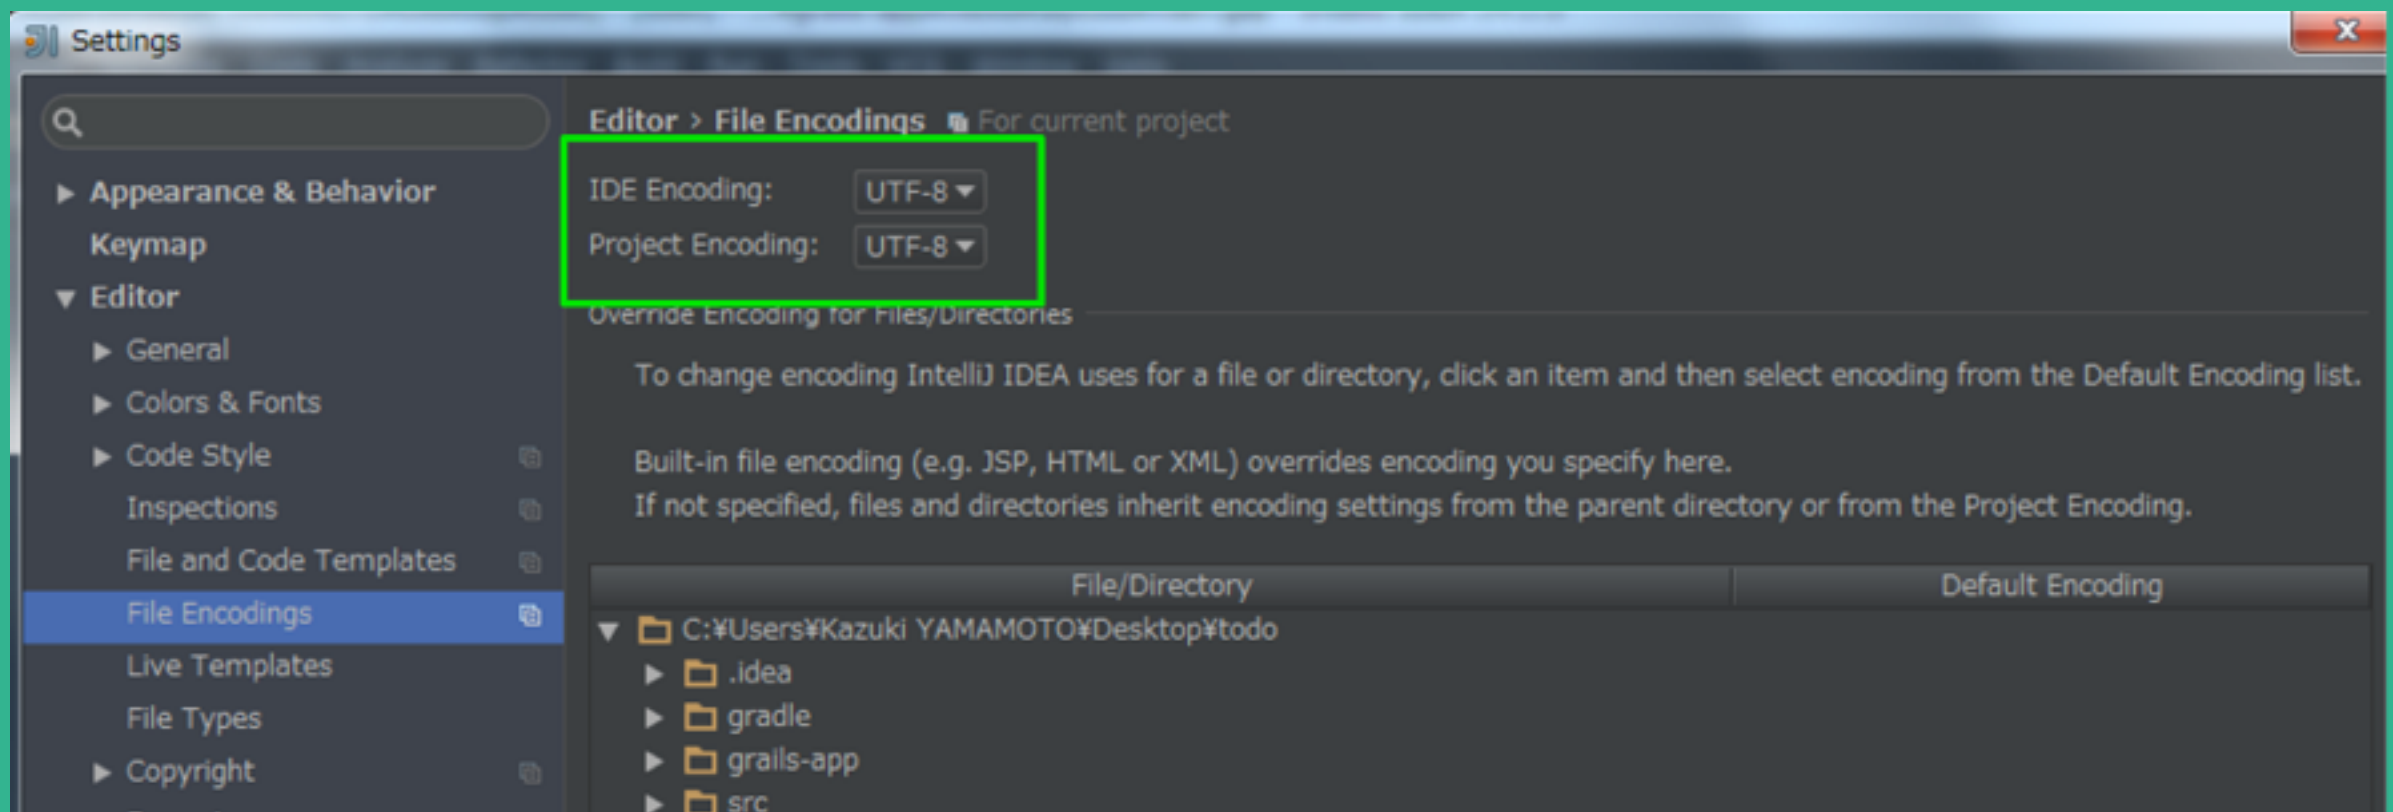 Settings
Appearance & Behavior
Keymap
Editor
General
Colors & Fonts
Code Style
Inspections
File and Code Templates
File Encodings
Live Templates
File Types
Copyright
Editor > File Encodings For current project
IDE Encoding: UTF-8
Project Encoding: UTF-8
Override Encoding for Files/Directories
To change encoding IntelliJ IDEA uses for a file or directory, click an item and then select encoding from the Default Encoding list.
Built-in file encoding (e.g. JSP, HTML or XML) overrides encoding you specify here.
If not specified, files and directories inherit encoding settings from the parent directory or from the Project Encoding.
File/Directory Default Encoding
C:¥Users¥Kazuki YAMAMOTO¥Desktop¥todo
.idea
gradle
grails-app
src